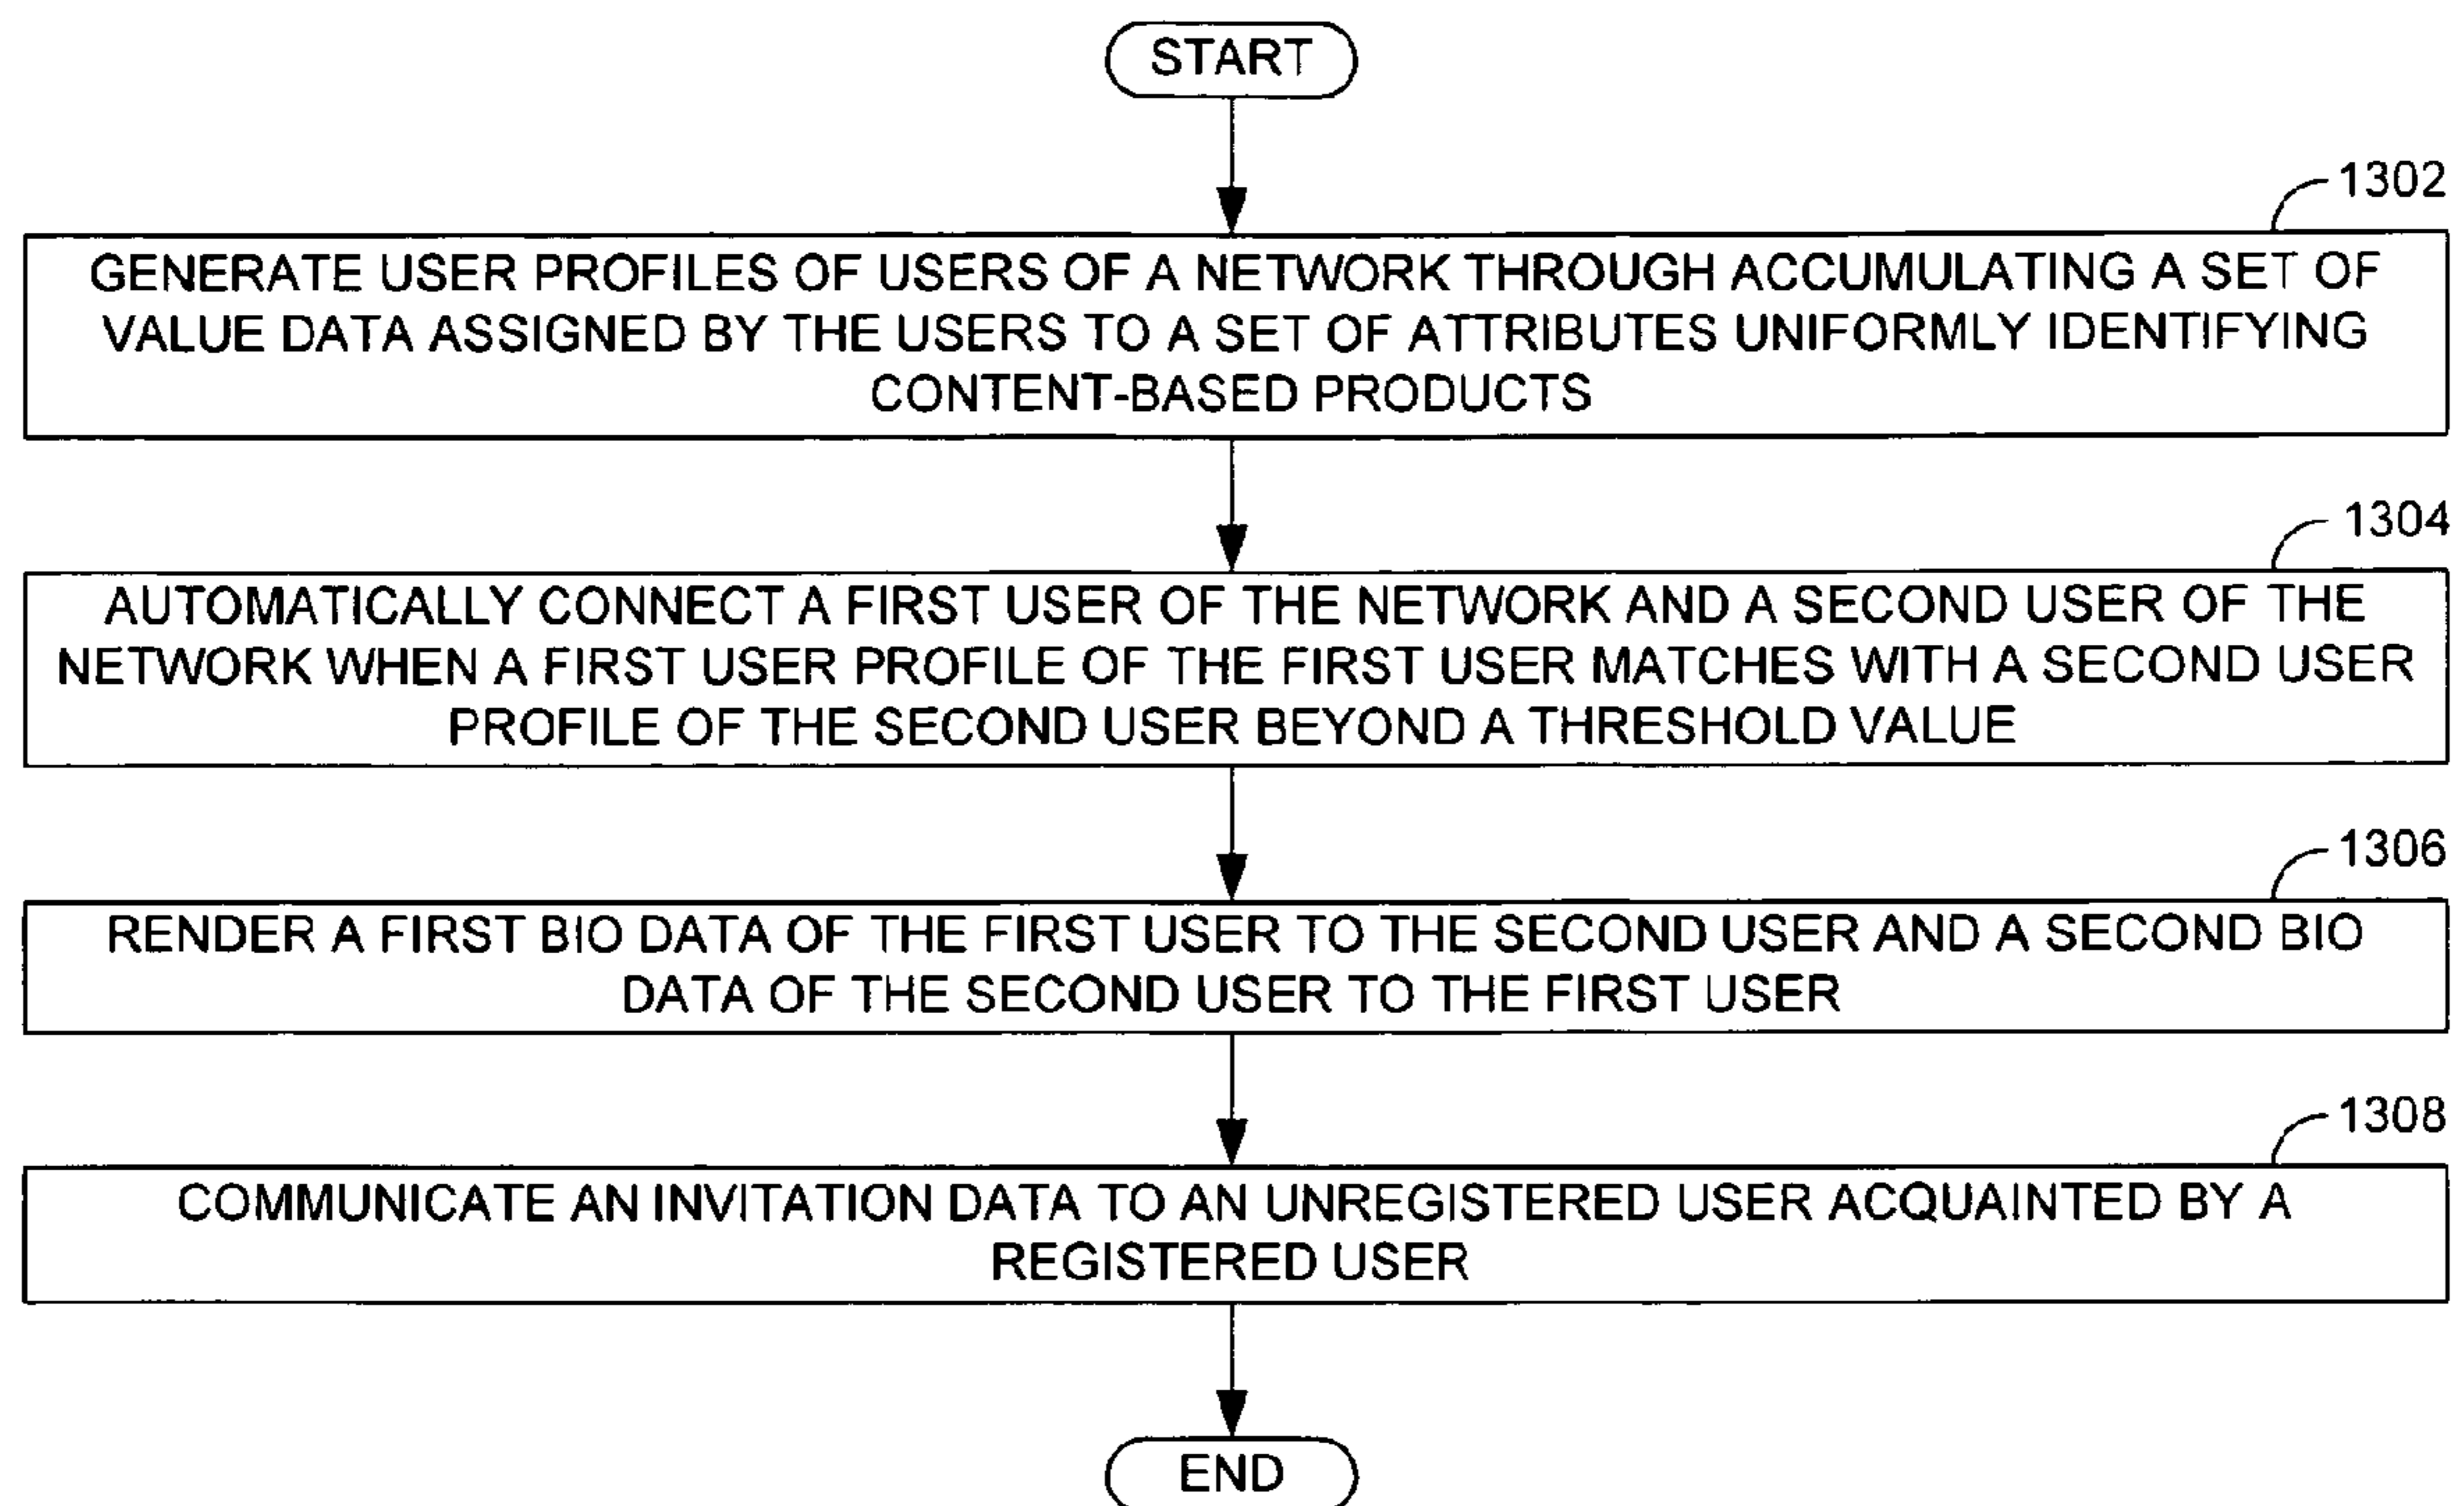 START
1302
GENERATE USER PROFILES OF USERS OF A NETWORK THROUGH ACCUMULATING A SET OF
VALUE DATA ASSIGNED BY THE USERS TO A SET OF ATTRIBUTES UNIFORMLY IDENTIFYING
CONTENT-BASED PRODUCTS
1304
AUTOMATICALLY CONNECT A FIRST USER OF THE NETWORK AND A SECOND USER OF THE
NETWORK WHEN A FIRST USER PROFILE OF THE FIRST USER MATCHES WITH A SECOND USER
PROFILE OF THE SECOND USER BEYOND A THRESHOLD VALUE
1306
RENDER A FIRST BIO DATA OF THE FIRST USER TO THE SECOND USER AND A SECOND BIO
DATA OF THE SECOND USER TO THE FIRST USER
1308
COMMUNICATE AN INVITATION DATA TO AN UNREGISTERED USER ACQUAINTED BY A
REGISTERED USER
END